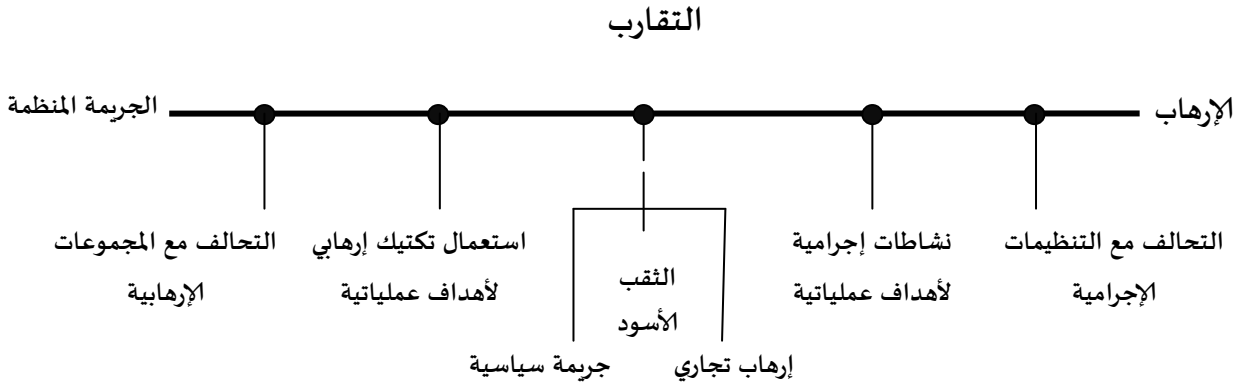 التقارب
الإرهاب
الجريمة المنظمة
التحالف مع التنظيمات
الإجرامية
نشاطات إجرامية
لأهداف عملياتية
الثقب
الأسود
إرهاب تجاري
جريمة سياسية
استعمال تكتيك إرهابي
لأهداف عملياتية
التحالف مع المجموعات
الإرهابية